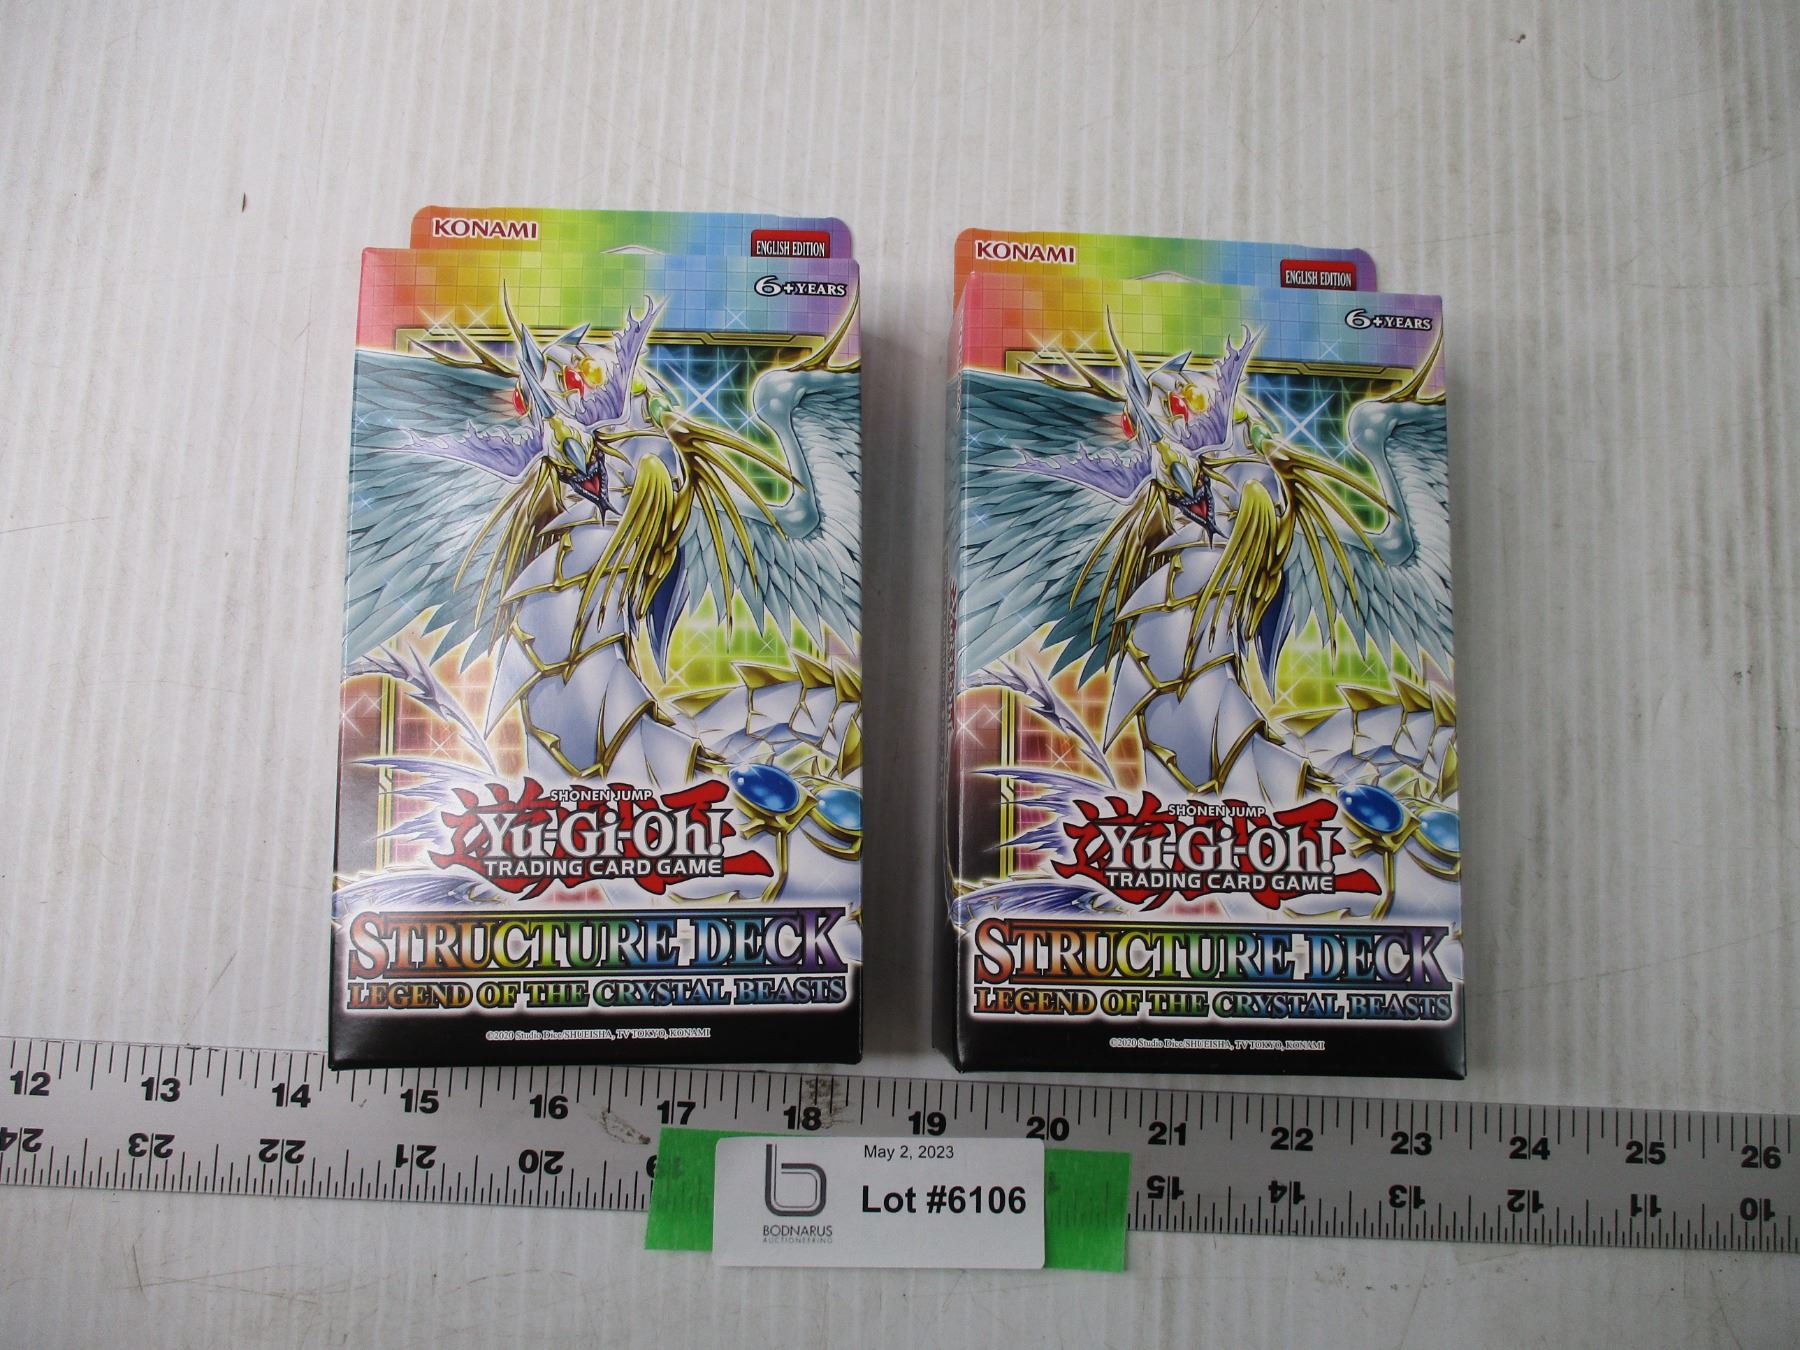 KONAMI
ENGLISH EDITION
6+YEARS
SHONEN JUMP
Yu-Gi-Oh!
TRADING CARD GAME
STRUCTURE DECK
LEGEND OF THE CRYSTAL BEASTS
©2020 Studio Dice/SHUEISHA, TV TOKYO, KONAMI
KONAMI
ENGLISH EDITION
6+YEARS
SHONEN JUMP
Yu-Gi-Oh!
TRADING CARD GAME
STRUCTURE DECK
LEGEND OF THE CRYSTAL BEASTS
©2020 Studio Dice/SHUEISHA, TV TOKYO, KONAMI
12 13 14 15 16 17 18 19 20 21 22 23 24 25 26
24 23 22 21 20 19 15 14 13 12 11 10
May 2, 2023
Lot #6106
BODNARUS
AUCTIONEERING